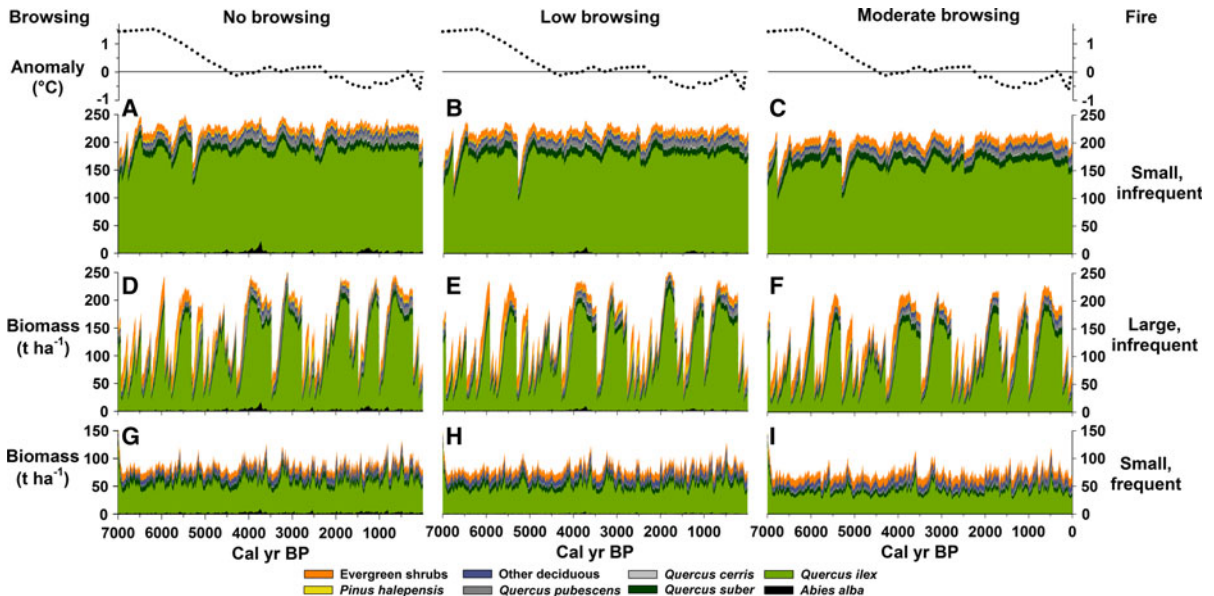 Browsing No browsing Low browsing Moderate browsing Fire
Anomaly (°C)
1
0
-1
1
0
-1
A B C
250
200
150
100
50
0
250
200
150
100
50
0
Small, infrequent
D E F
Biomass (t ha⁻¹)
250
200
150
100
50
0
250
200
150
100
50
0
Large, infrequent
G H I
Biomass (t ha⁻¹)
150
100
50
0
150
100
50
0
Small, frequent
7000 6000 5000 4000 3000 2000 1000 7000 6000 5000 4000 3000 2000 1000 7000 6000 5000 4000 3000 2000 1000 0
Cal yr BP Cal yr BP Cal yr BP
Evergreen shrubs Other deciduous Quercus cerris Quercus ilex
Pinus halepensis Quercus pubescens Quercus suber Abies alba